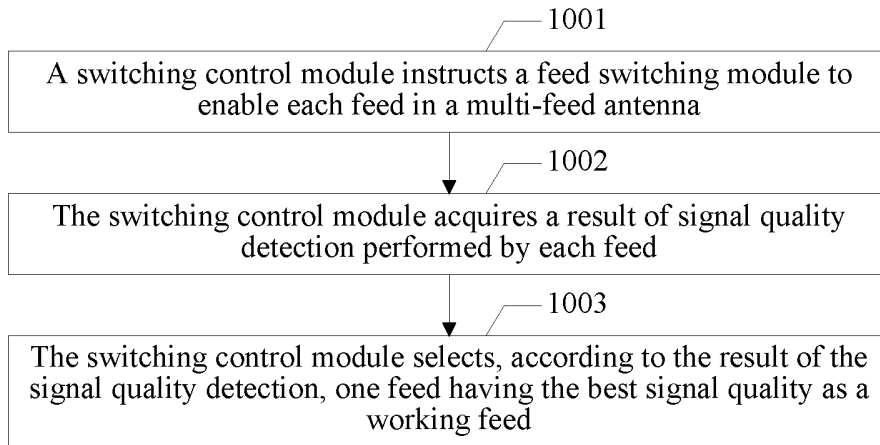 1001
A switching control module instructs a feed switching module to
enable each feed in a multi-feed antenna
1002
The switching control module acquires a result of signal quality
detection performed by each feed
1003
The switching control module selects, according to the result of the
signal quality detection, one feed having the best signal quality as a
working feed